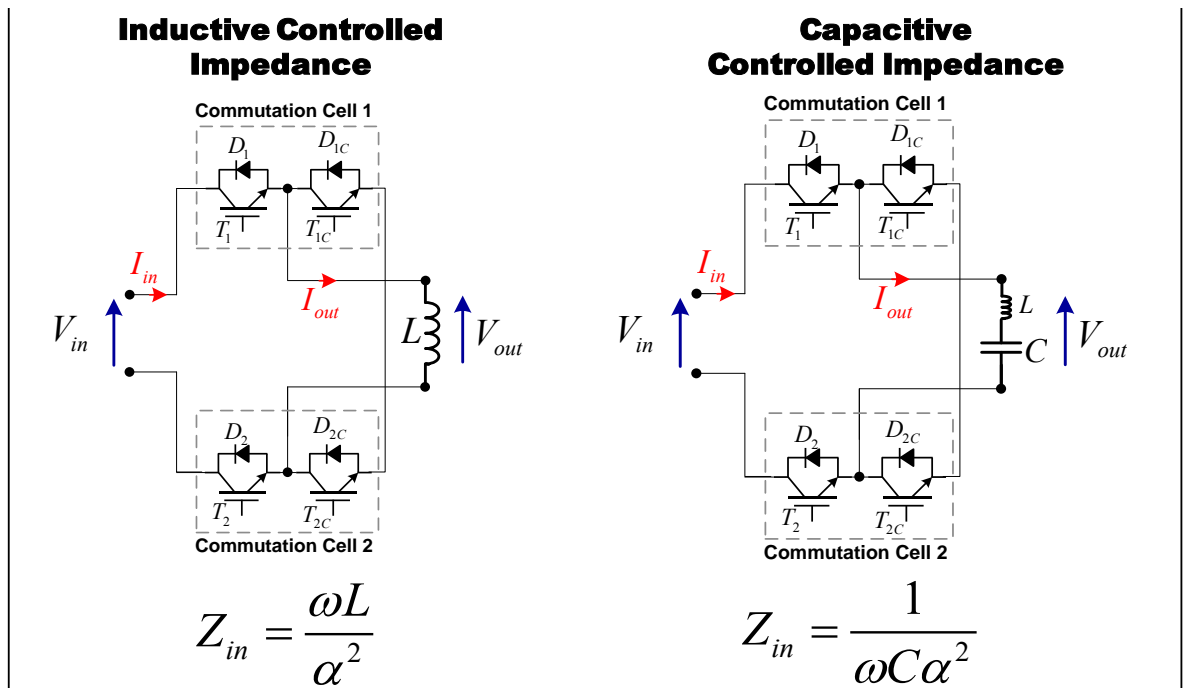 Inductive Controlled
Impedance
Commutation Cell 1
D1 D1C
T1 T1C
Iin
Iout
Vin
L
Vout
D2 D2C
T2 T2C
Commutation Cell 2
Zin = ωL / α²
Capacitive
Controlled Impedance
Commutation Cell 1
D1 D1C
T1 T1C
Iin
Iout
Vin
L
C
Vout
D2 D2C
T2 T2C
Commutation Cell 2
Zin = 1 / ωCα²